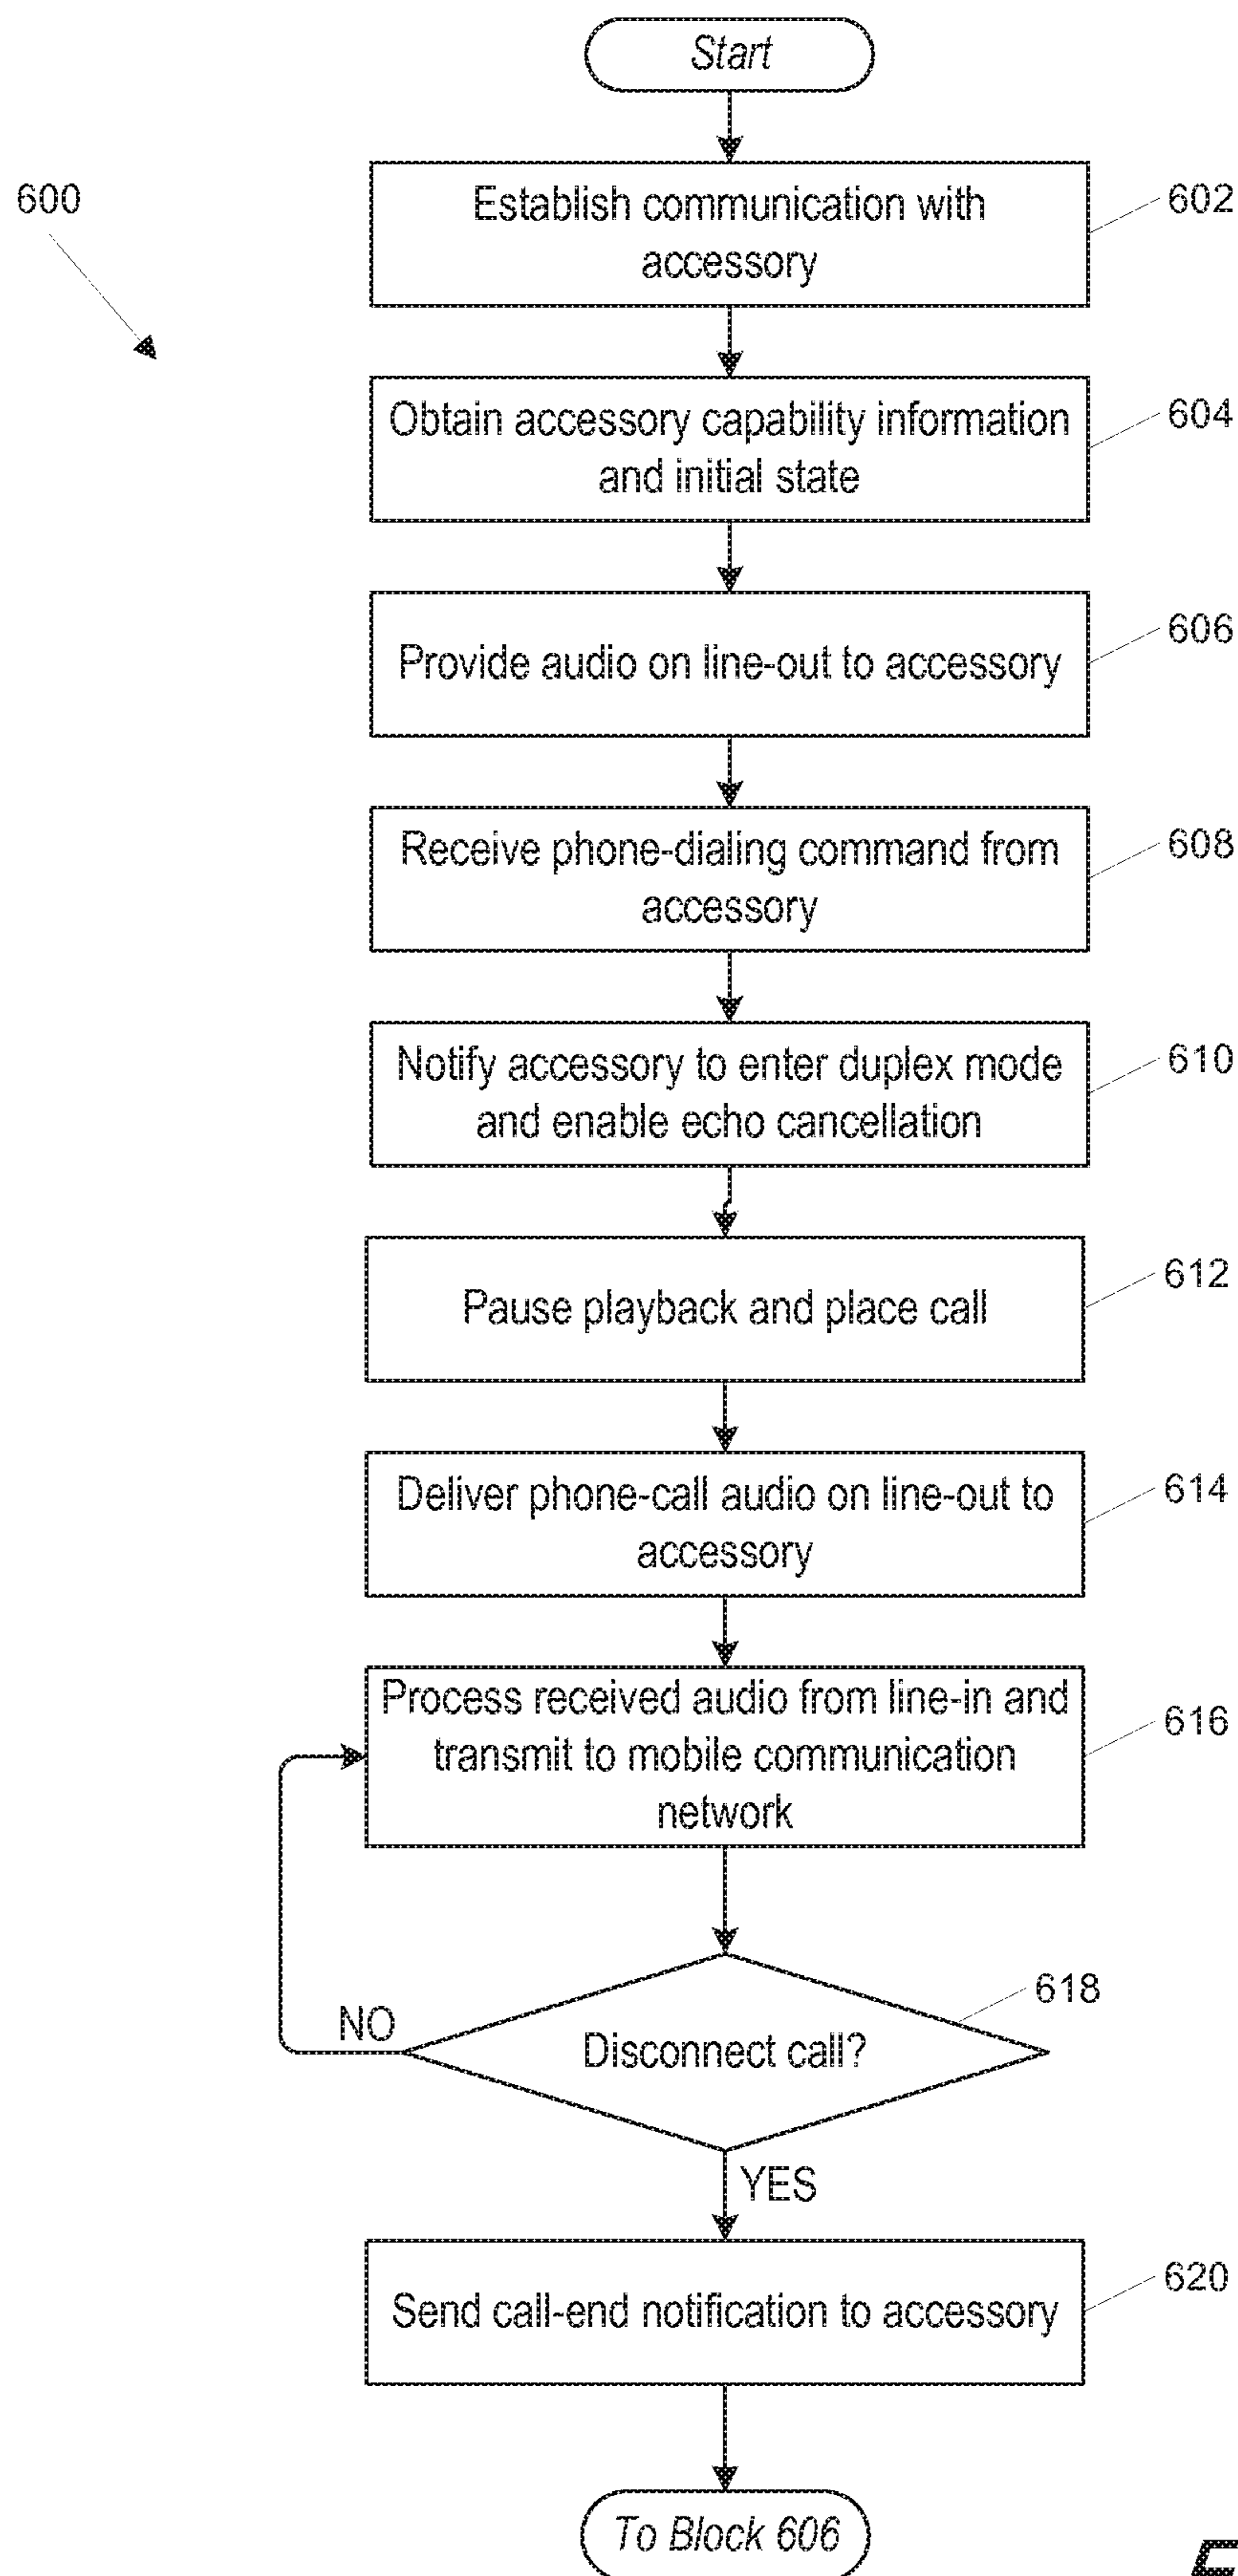 Start
600
Establish communication with
accessory
602
Obtain accessory capability information
and initial state
604
Provide audio on line-out to accessory
606
Receive phone-dialing command from
accessory
608
Notify accessory to enter duplex mode
and enable echo cancellation
610
Pause playback and place call
612
Deliver phone-call audio on line-out to
accessory
614
Process received audio from line-in and
transmit to mobile communication
network
616
Disconnect call?
618
NO
YES
Send call-end notification to accessory
620
To Block 606